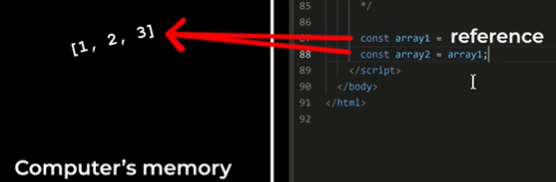 [1, 2, 3]
Computer's memory
85
*/
86
87 const array1 = reference
88 const array2 = array1;
89 </script>
90 </body>
91 </html>
92